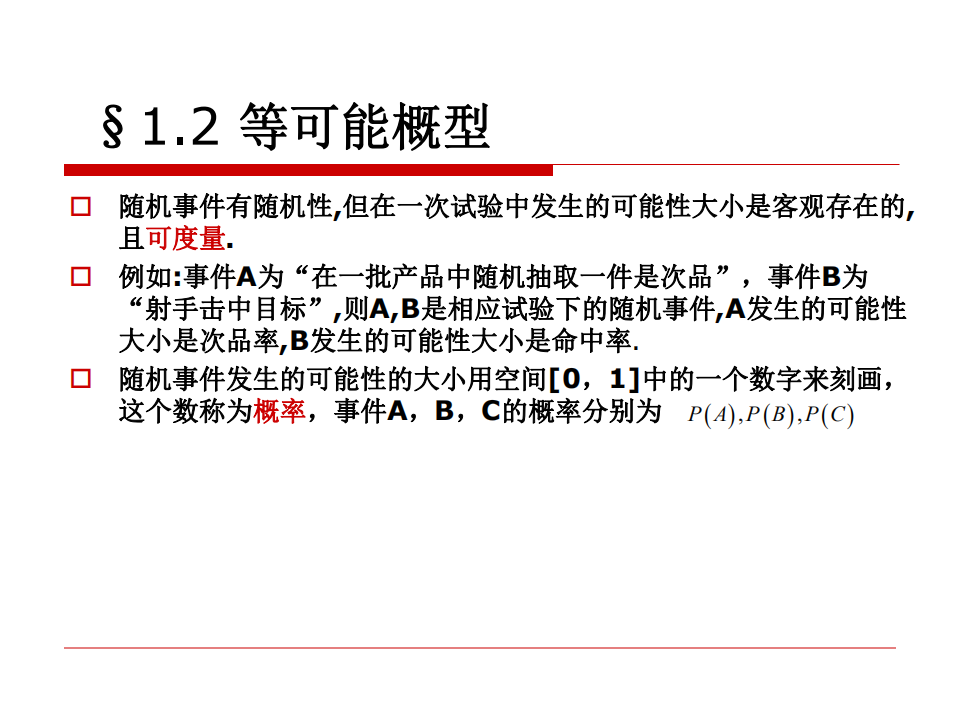 §1.2 等可能概型
随机事件有随机性,但在一次试验中发生的可能性大小是客观存在的,
且可度量.
例如:事件A为“在一批产品中随机抽取一件是次品”，事件B为
“射手击中目标”,则A,B是相应试验下的随机事件,A发生的可能性
大小是次品率,B发生的可能性大小是命中率.
随机事件发生的可能性的大小用空间[0，1]中的一个数字来刻画，
这个数称为概率，事件A，B，C的概率分别为 P(A),P(B),P(C)